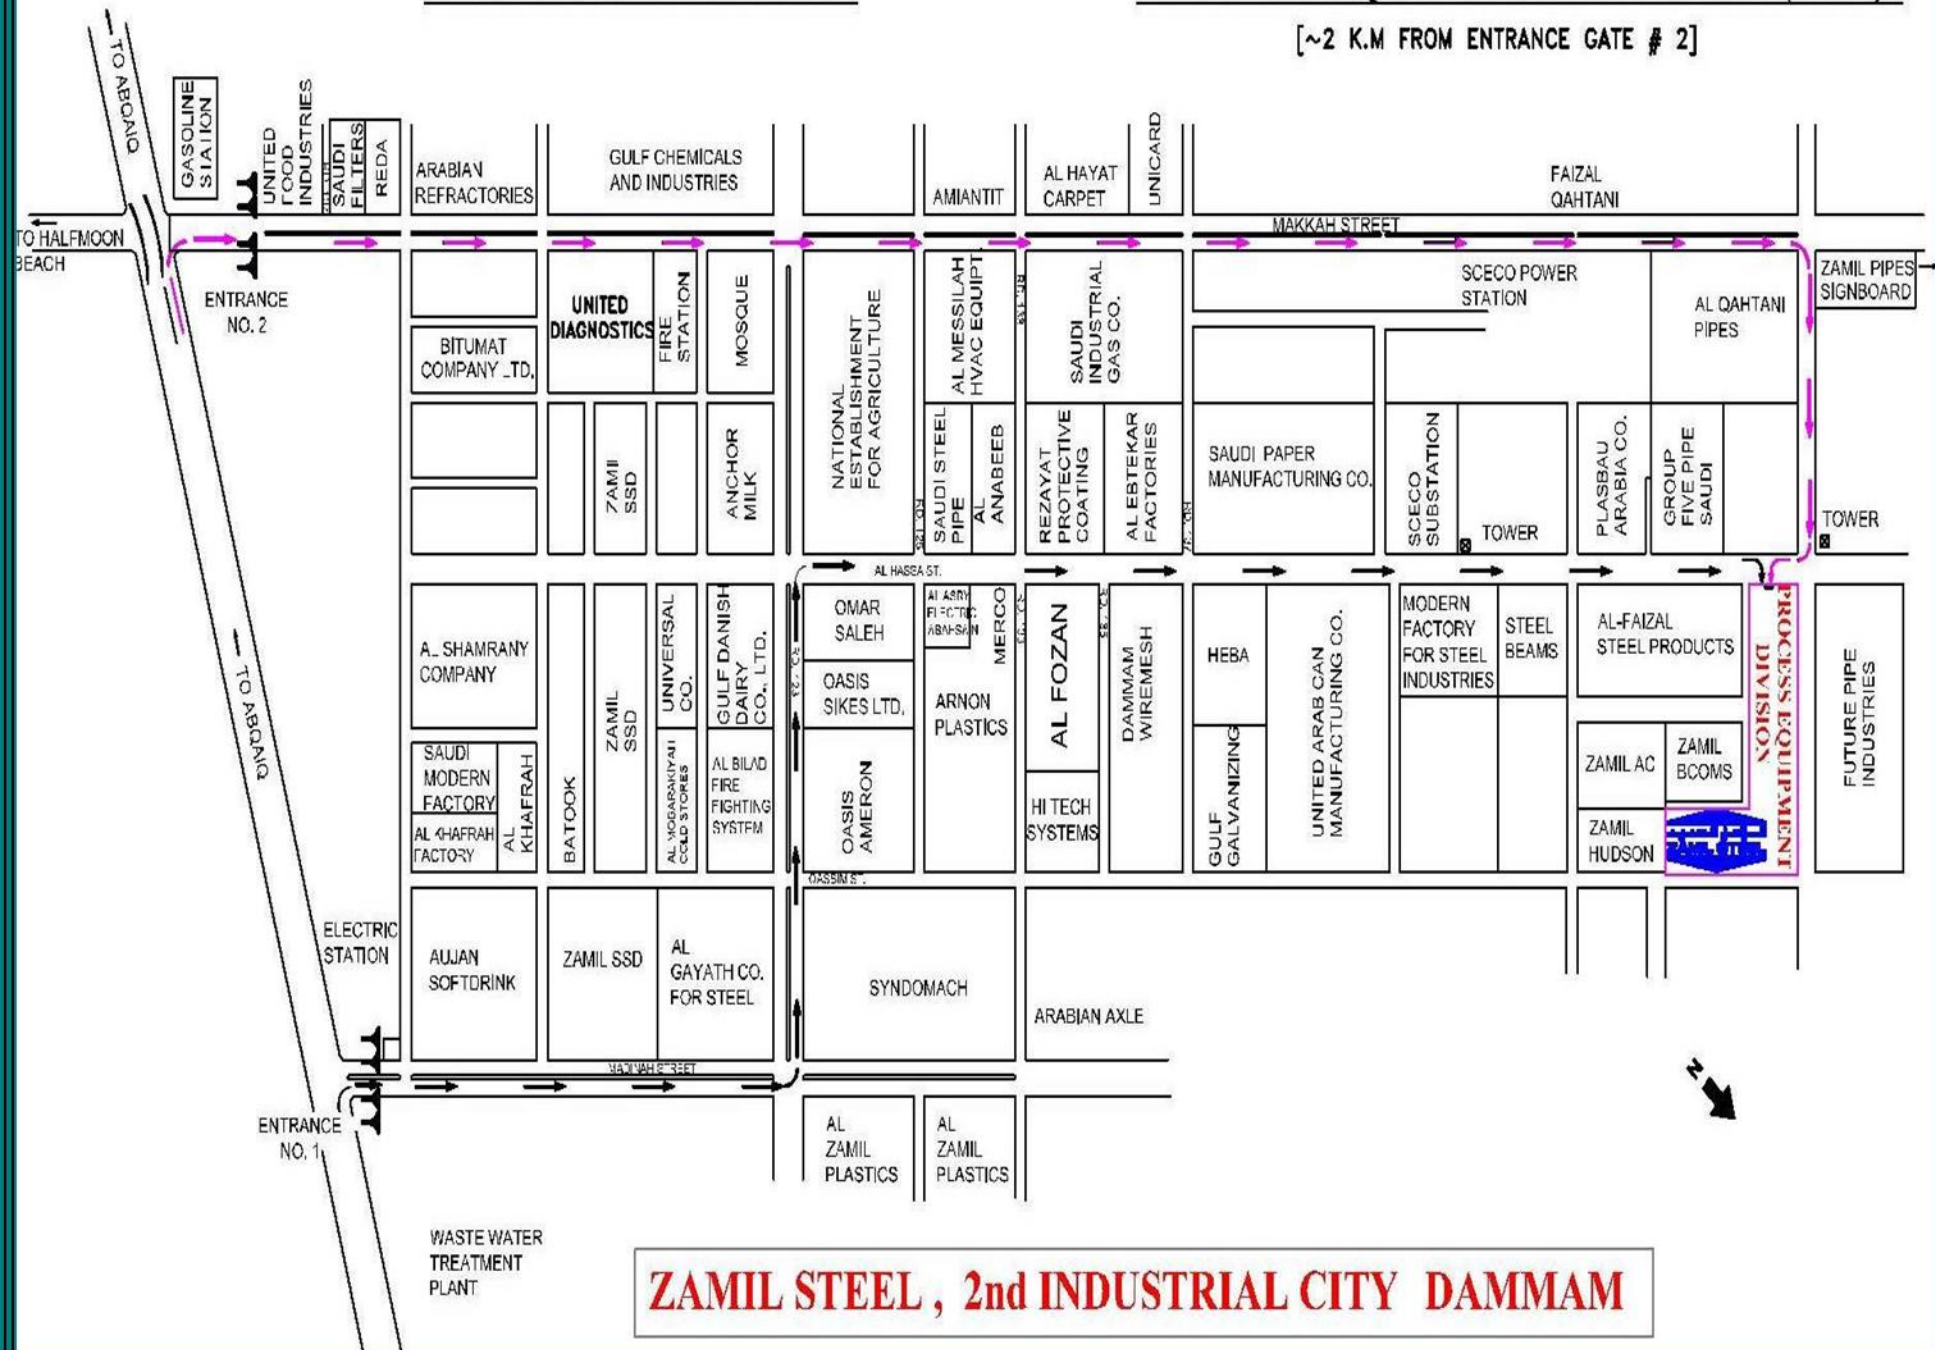 [~2 K.M FROM ENTRANCE GATE # 2]
TO ABQAIQ
GASOLINE
STATION
UNITED
FOOD
INDUSTRIES
SAUDI
FILTERS
REDA
ARABIAN
REFRACTORIES
GULF CHEMICALS
AND INDUSTRIES
AMIANTIT
AL HAYAT
CARPET
UNICARD
FAIZAL
QAHTANI
TO HALFMOON
BEACH
MAKKAH STREET
ENTRANCE
NO. 2
UNITED
DIAGNOSTICS
FIRE
STATION
MOSQUE
NATIONAL
ESTABLISHMENT
FOR AGRICULTURE
AL MESSILAH
HVAC EQUIPT.
SAUDI
INDUSTRIAL
GAS CO.
SCECO POWER
STATION
AL QAHTANI
PIPES
ZAMIL PIPES
SIGNBOARD
BITUMAT
COMPANY LTD.
ZAMIL
SSD
ANCHOR
MILK
SAUDI STEEL
PIPE
AL
ANABEEB
REZAYAT
PROTECTIVE
COATING
AL EBTEKAR
FACTORIES
SAUDI PAPER
MANUFACTURING CO.
SCECO
SUBSTATION
TOWER
PLASBAU
ARABIA CO.
GROUP
FIVE PIPE
SAUDI
TOWER
AL HASSA ST.
AL SHAMRANY
COMPANY
ZAMIL
SSD
UNIVERSAL
CO.
GULF DANISH
DAIRY
CO., LTD.
RD. 123
OMAR
SALEH
OASIS
SIKES LTD.
MERCO
ARNON
PLASTICS
AL FOZAN
DAMMAM
WIREMESH
HEBA
UNITED ARAB CAN
MANUFACTURING CO.
MODERN
FACTORY
FOR STEEL
INDUSTRIES
STEEL
BEAMS
AL-FAIZAL
STEEL PRODUCTS
PROCESS EQUIPMENT
DIVISION
FUTURE PIPE
INDUSTRIES
TO ABQAIQ
SAUDI
MODERN
FACTORY
AL KHAFRAH
FACTORY
AL
KHAFRAH
BATOOK
AL MOGARAKIYAH
COLD STORES
AL BILAD
FIRE
FIGHTING
SYSTEM
OASIS
AMERON
HI TECH
SYSTEMS
GULF
GALVANIZING
ZAMIL AC
ZAMIL
BCOMS
ZAMIL
HUDSON
QASSIM ST.
ELECTRIC
STATION
AUJAN
SOFTDRINK
ZAMIL SSD
AL
GAYATH CO.
FOR STEEL
SYNDOMACH
ARABIAN AXLE
MADINAH STREET
ENTRANCE
NO. 1
AL
ZAMIL
PLASTICS
AL
ZAMIL
PLASTICS
N
WASTE WATER
TREATMENT
PLANT
ZAMIL STEEL , 2nd INDUSTRIAL CITY DAMMAM